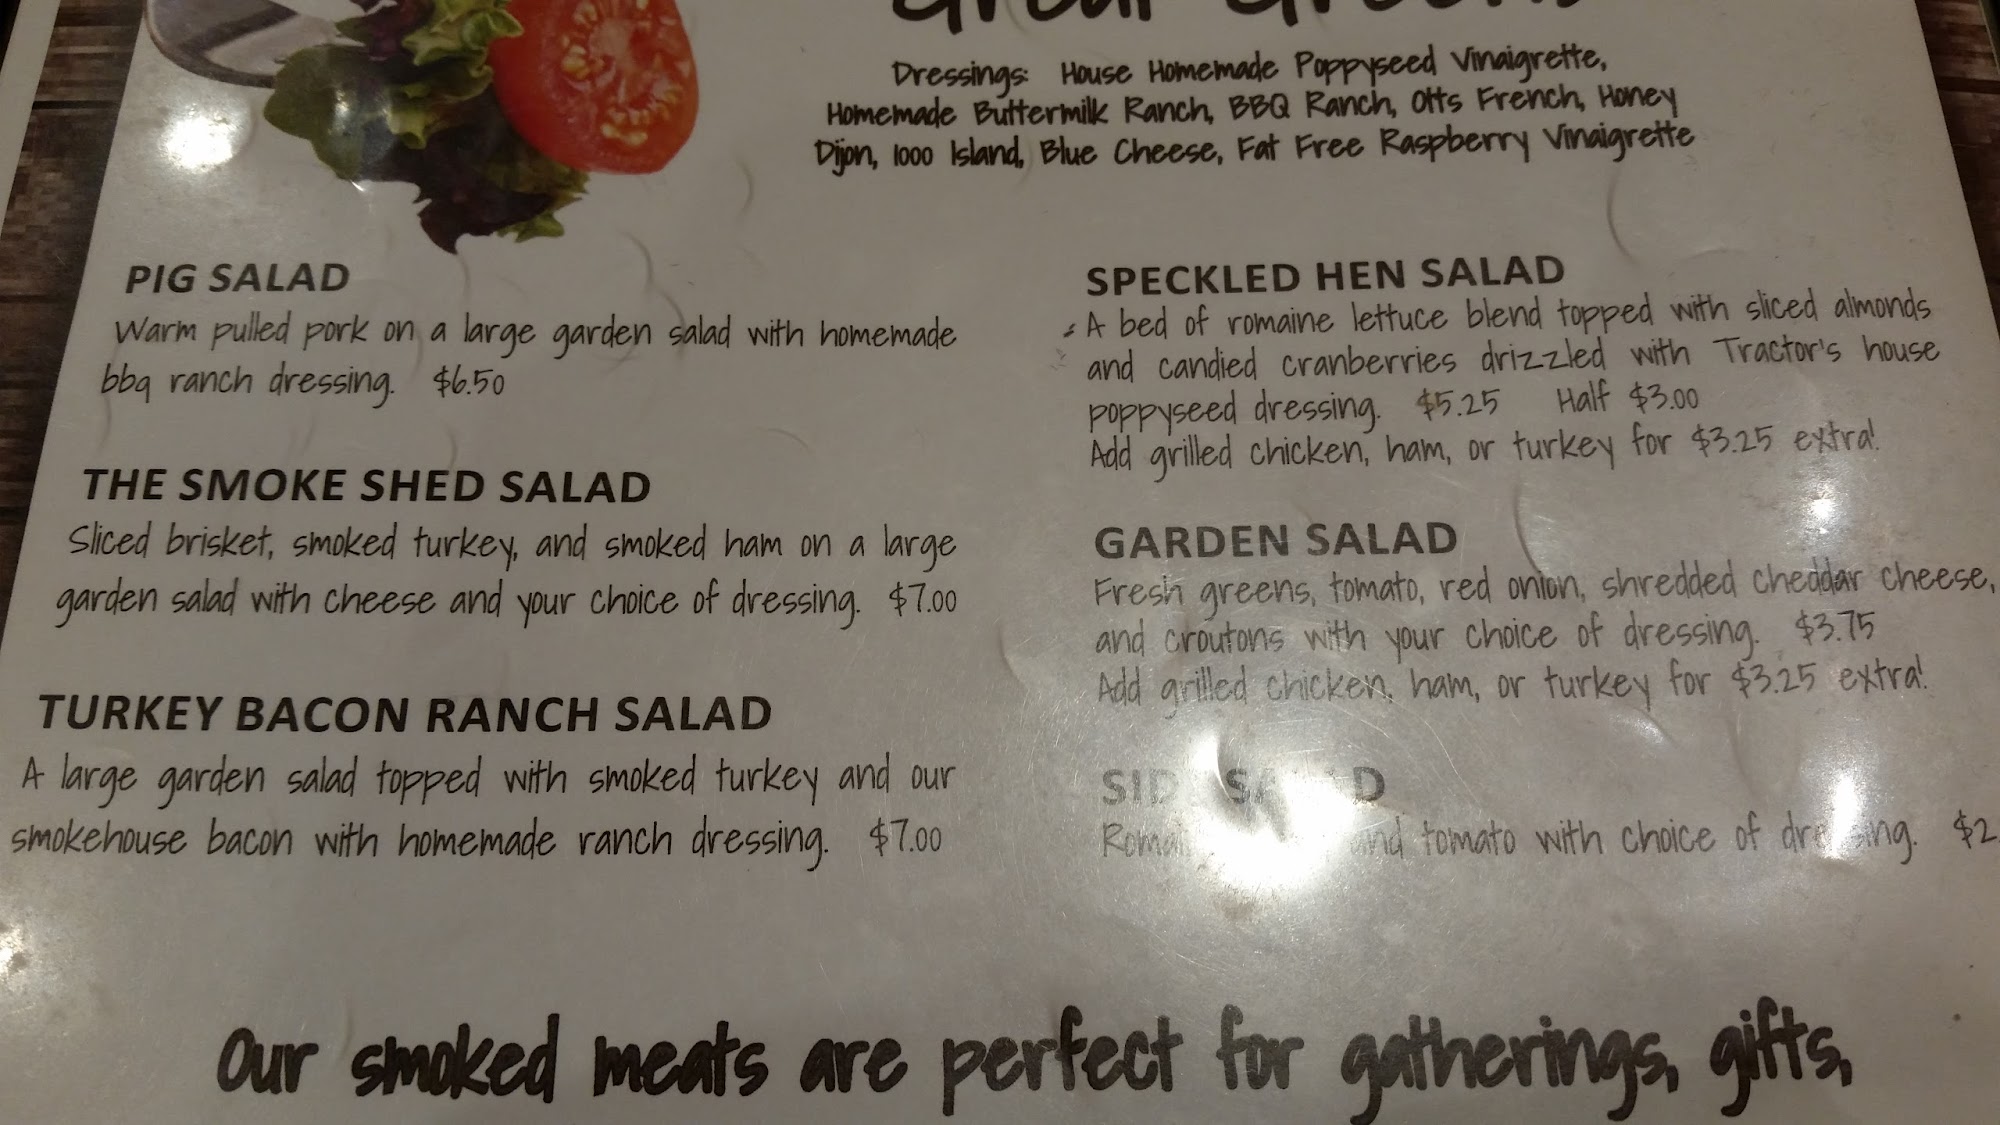 Dressings: House Homemade Poppyseed Vinaigrette,
Homemade Buttermilk Ranch, BBQ Ranch, Otts French, Honey
Dijon, 1000 Island, Blue Cheese, Fat Free Raspberry Vinaigrette
PIG SALAD
Warm pulled pork on a large garden salad with homemade
bbq ranch dressing. $6.50
THE SMOKE SHED SALAD
Sliced brisket, smoked turkey, and smoked ham on a large
garden salad with cheese and your choice of dressing. $7.00
TURKEY BACON RANCH SALAD
A large garden salad topped with smoked turkey and our
smokehouse bacon with homemade ranch dressing. $7.00
SPECKLED HEN SALAD
A bed of romaine lettuce blend topped with sliced almonds
and candied cranberries drizzled with Tractor's house
poppyseed dressing. $5.25 Half $3.00
Add grilled chicken, ham, or turkey for $3.25 extra!
GARDEN SALAD
Fresh greens, tomato, red onion, shredded cheddar cheese,
and croutons with your choice of dressing. $3.75
Add grilled chicken, ham, or turkey for $3.25 extra!
SIDE SALAD
and tomato with choice of dressing. $2
Our smoked meats are perfect for gatherings, gifts,